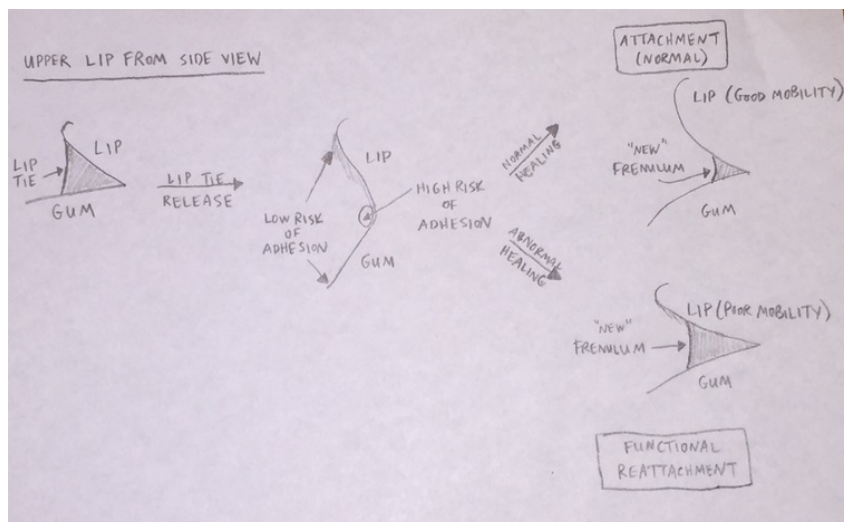 UPPER LIP FROM SIDE VIEW
LIP
TIE
LIP
GUM
LIP TIE
RELEASE
LIP
LOW RISK
OF
ADHESION
HIGH RISK
OF
ADHESION
GUM
NORMAL
HEALING
ABNORMAL
HEALING
ATTACHMENT
(NORMAL)
LIP (GOOD MOBILITY)
"NEW"
FRENULUM
GUM
LIP (POOR MOBILITY)
"NEW"
FRENULUM
GUM
FUNCTIONAL
REATTACHMENT